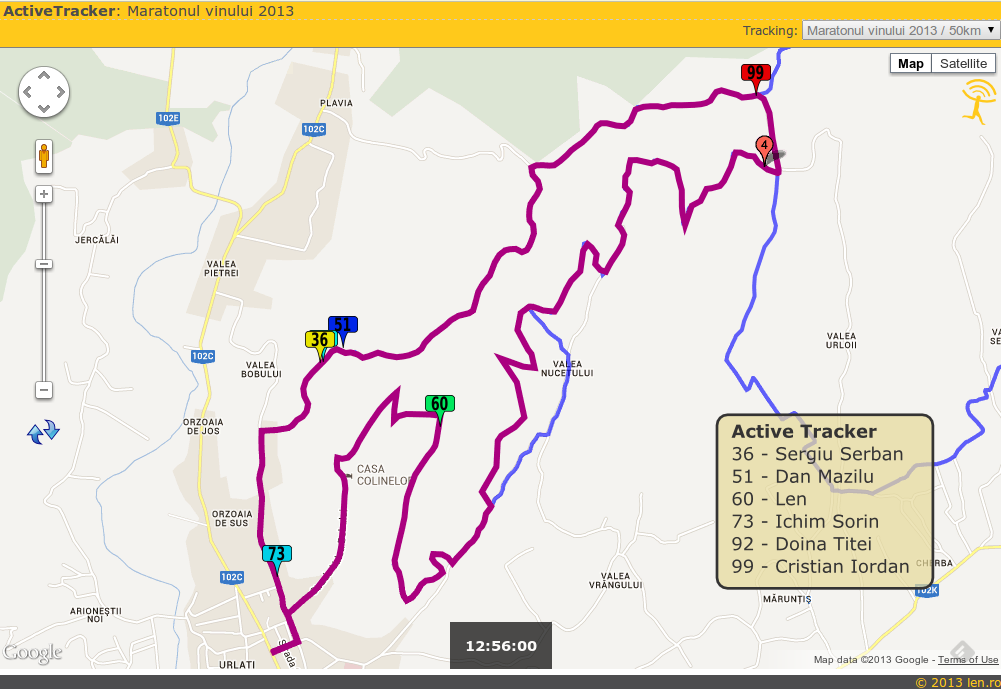 ActiveTracker: Maratonul vinului 2013
Tracking: Maratonul vinului 2013 / 50km
Map Satellite
99
PLAVIA
102E
102C
4
JERCĂLĂI
VALEA
PIETREI
51
36
102C
VALEA
BOBULUI
VALEA
URLOII
VALEA
NUCETULUI
60
ORZOAIA
DE JOS
CASA
COLINELOR
ORZOAIA
DE SUS
73
102C
Active Tracker
36 - Sergiu Serban
51 - Dan Mazilu
60 - Len
73 - Ichim Sorin
92 - Doina Titei
99 - Cristian Iordan
CHERBA
102K
VALEA
VRÂNGULUI
MĂRUNȚIȘ
ARIONEȘTII
NOI
12:56:00
URLATI
Google
Map data ©2013 Google - Terms of Use
© 2013 len.ro